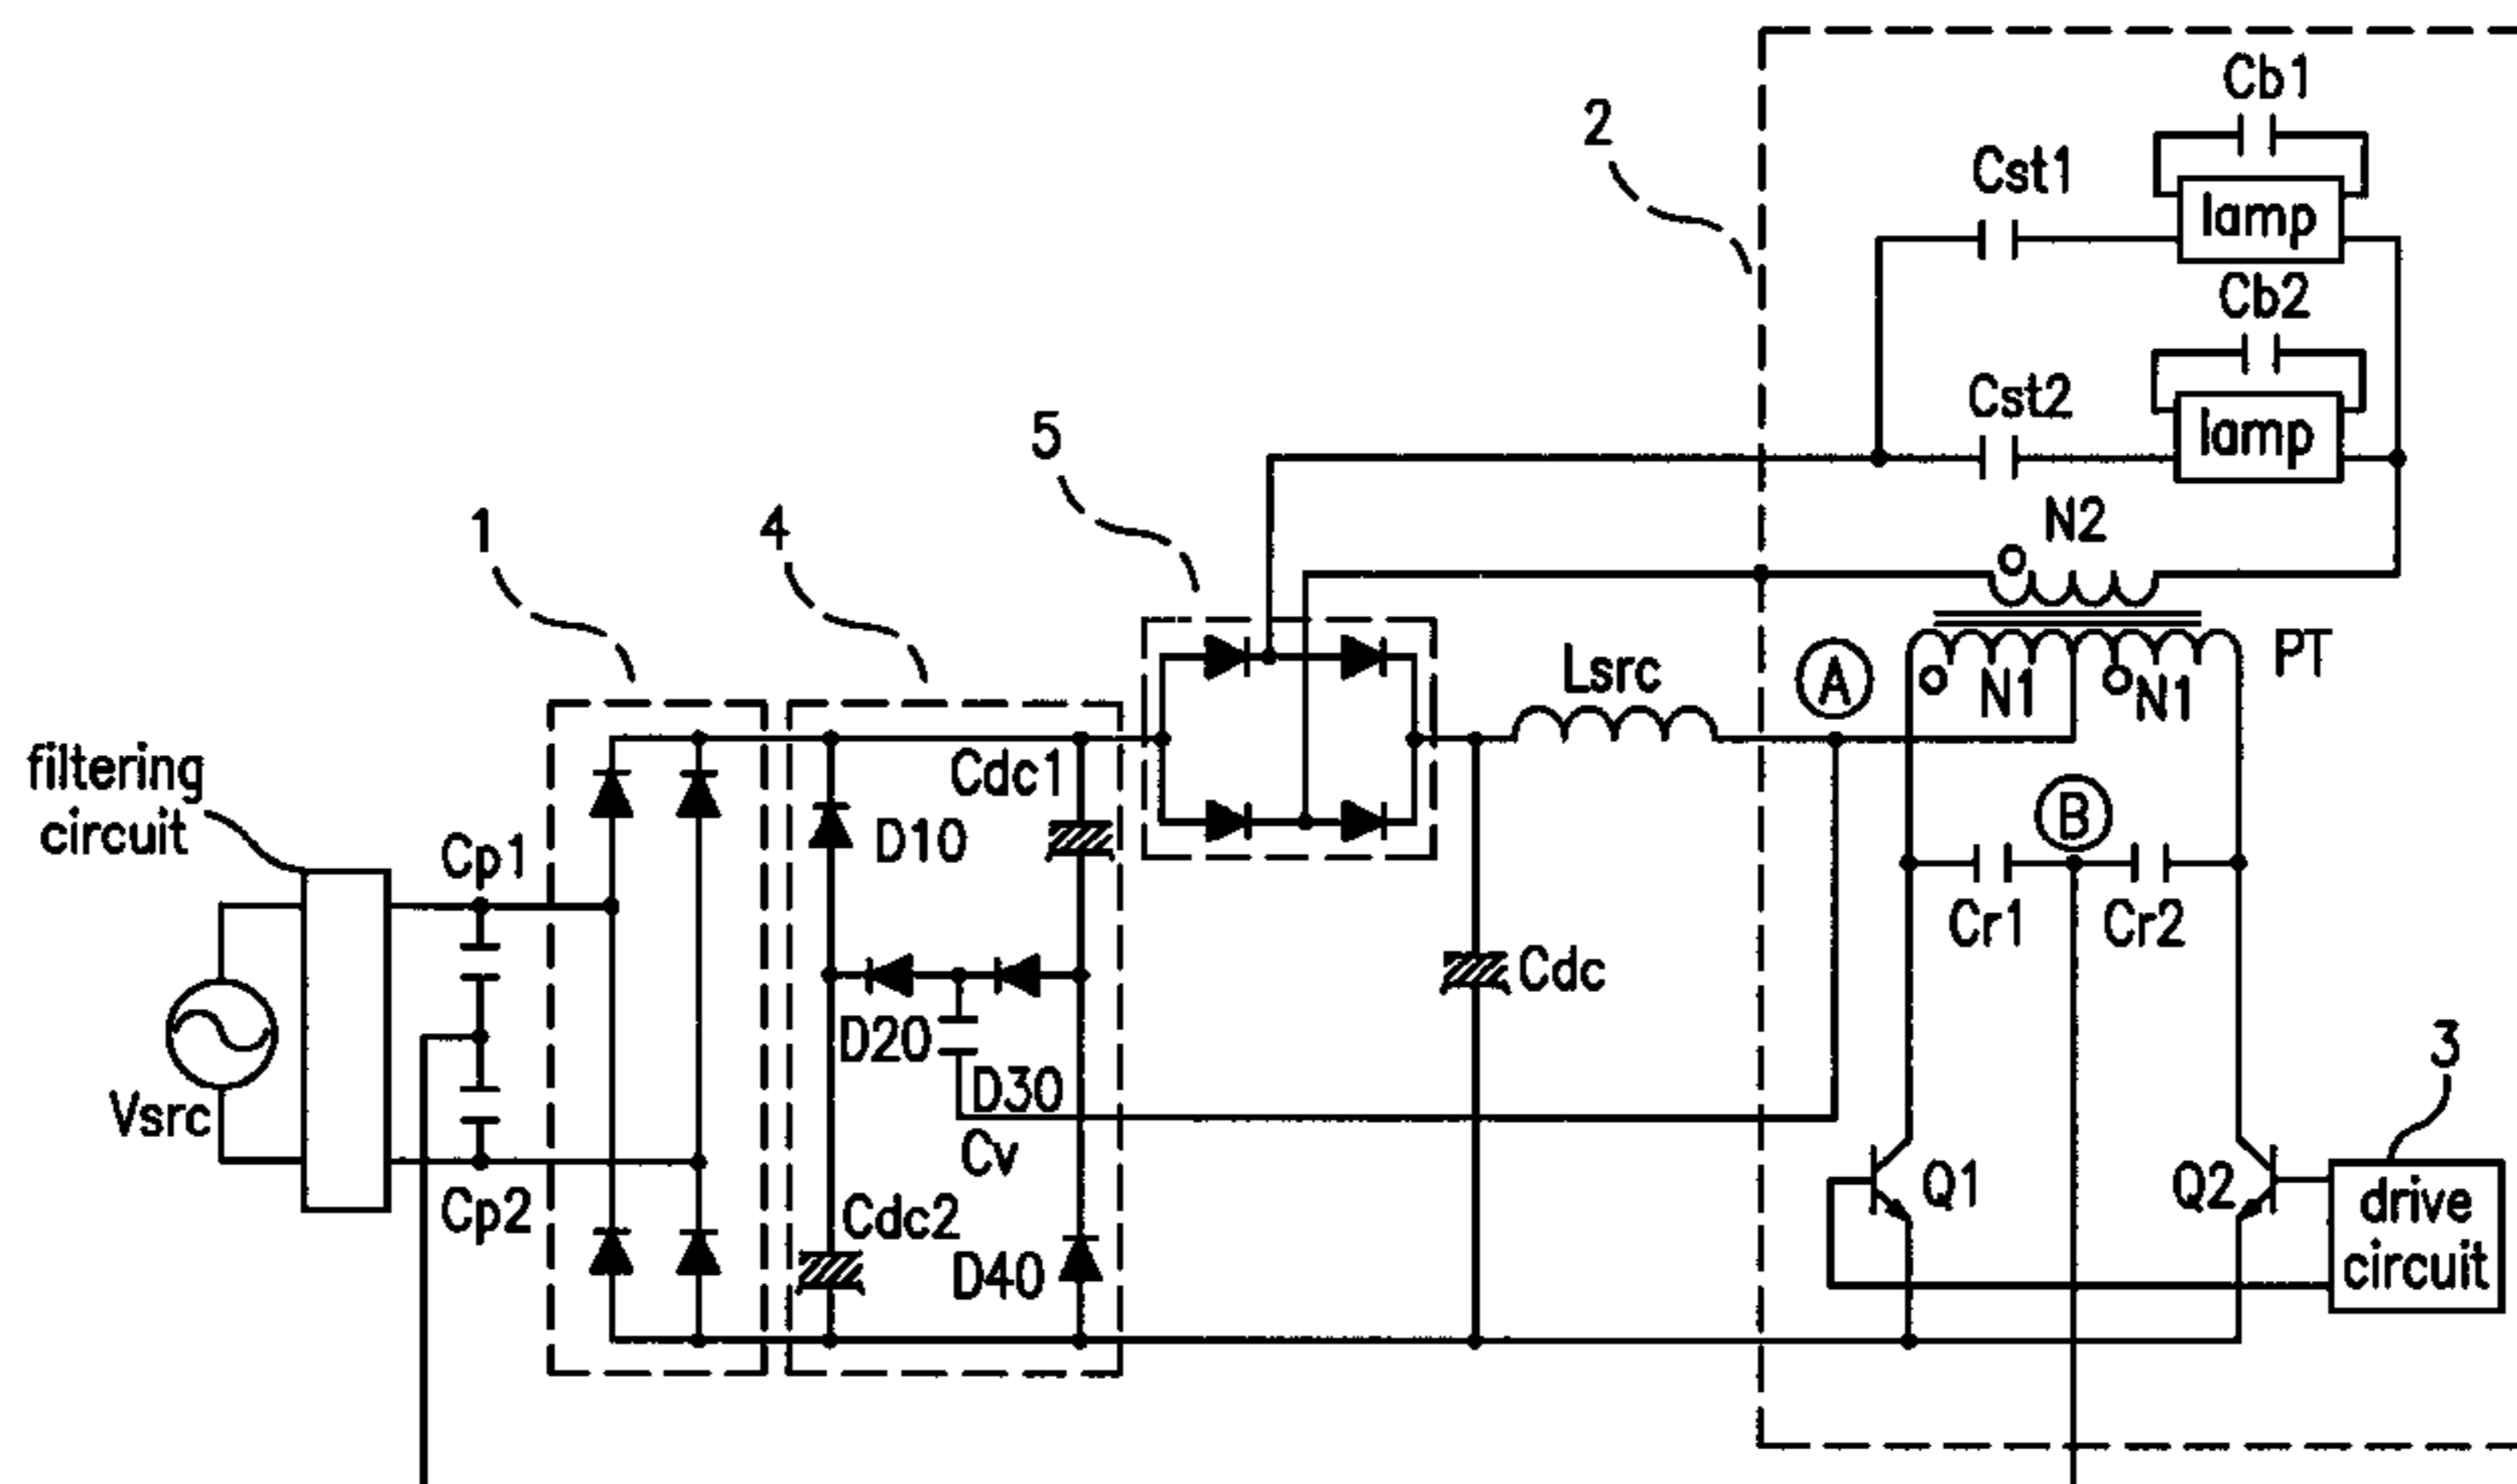 2
Cb1
Cst1
lamp
Cb2
Cst2
lamp
5
1
4
N2
PT
N1
N1
A
Lsrc
B
filtering
circuit
Cp1
Cdc1
D10
Cr1
Cr2
Cdc
D20
D30
Vsrc
Cv
3
Cp2
Cdc2
D40
Q1
Q2
drive
circuit